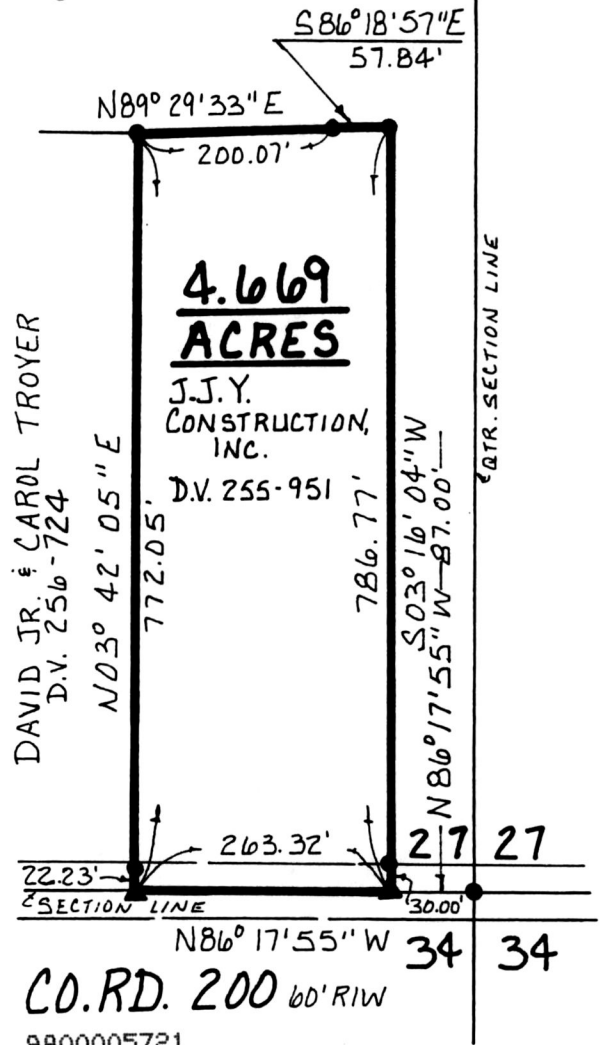 S86° 18' 57" E
57.84'
N89° 29' 33" E
200.07'
4.669
ACRES
J.J.Y.
CONSTRUCTION,
INC.
D.V. 255-951
DAVID JR. & CAROL TROYER
D.V. 256-724
N03° 42' 05" E
772.05'
786.77'
S03° 16' 04" W
N86° 17' 55" W 87.00'
℄ QTR. SECTION LINE
263.32'
27 27
22.23'
℄ SECTION LINE
30.00'
N86° 17' 55" W
34 34
CO. RD. 200 60' R/W
9800005721